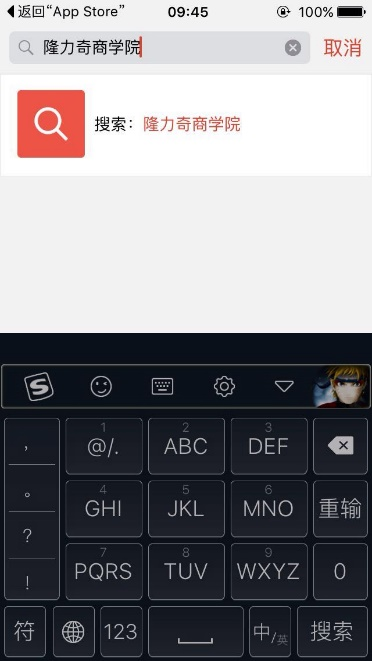 返回“App Store” 09:45 100%
隆力奇商学院 取消
搜索：隆力奇商学院
S
， 1 @/. 2 ABC 3 DEF
。 4 GHI 5 JKL 6 MNO 重输
？
！ 7 PQRS 8 TUV 9 WXYZ 0
符 123 中/英 搜索